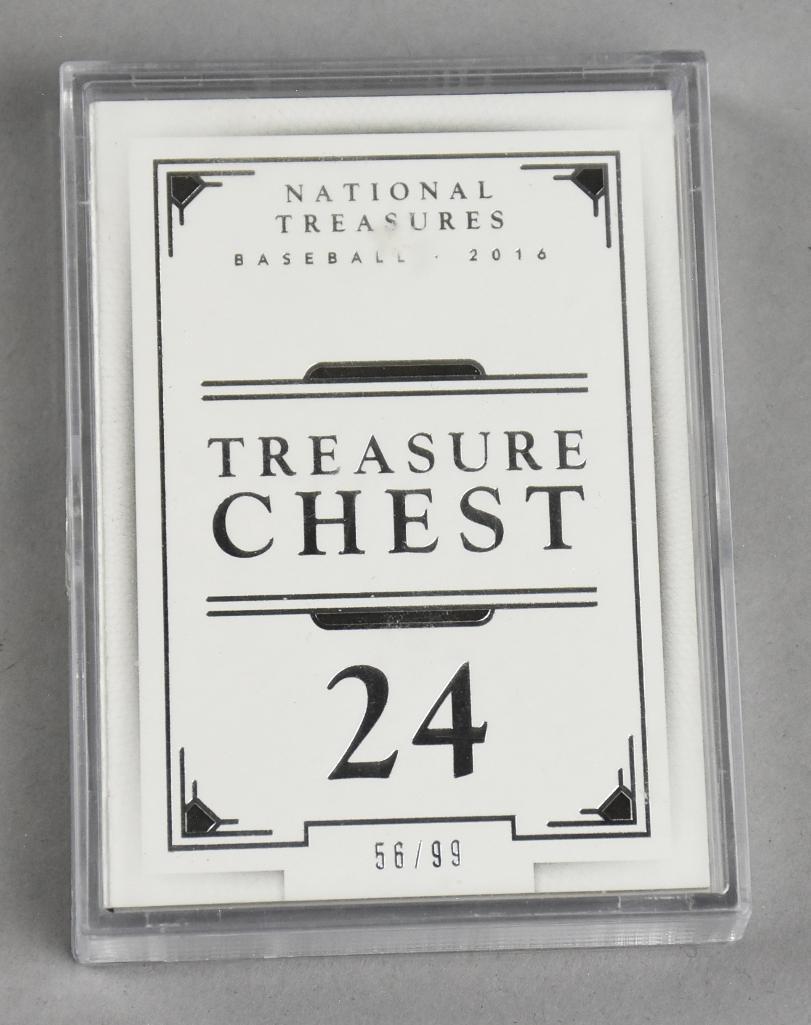 NATIONAL
TREASURES
BASEBALL · 2016
TREASURE
CHEST
24
56/99